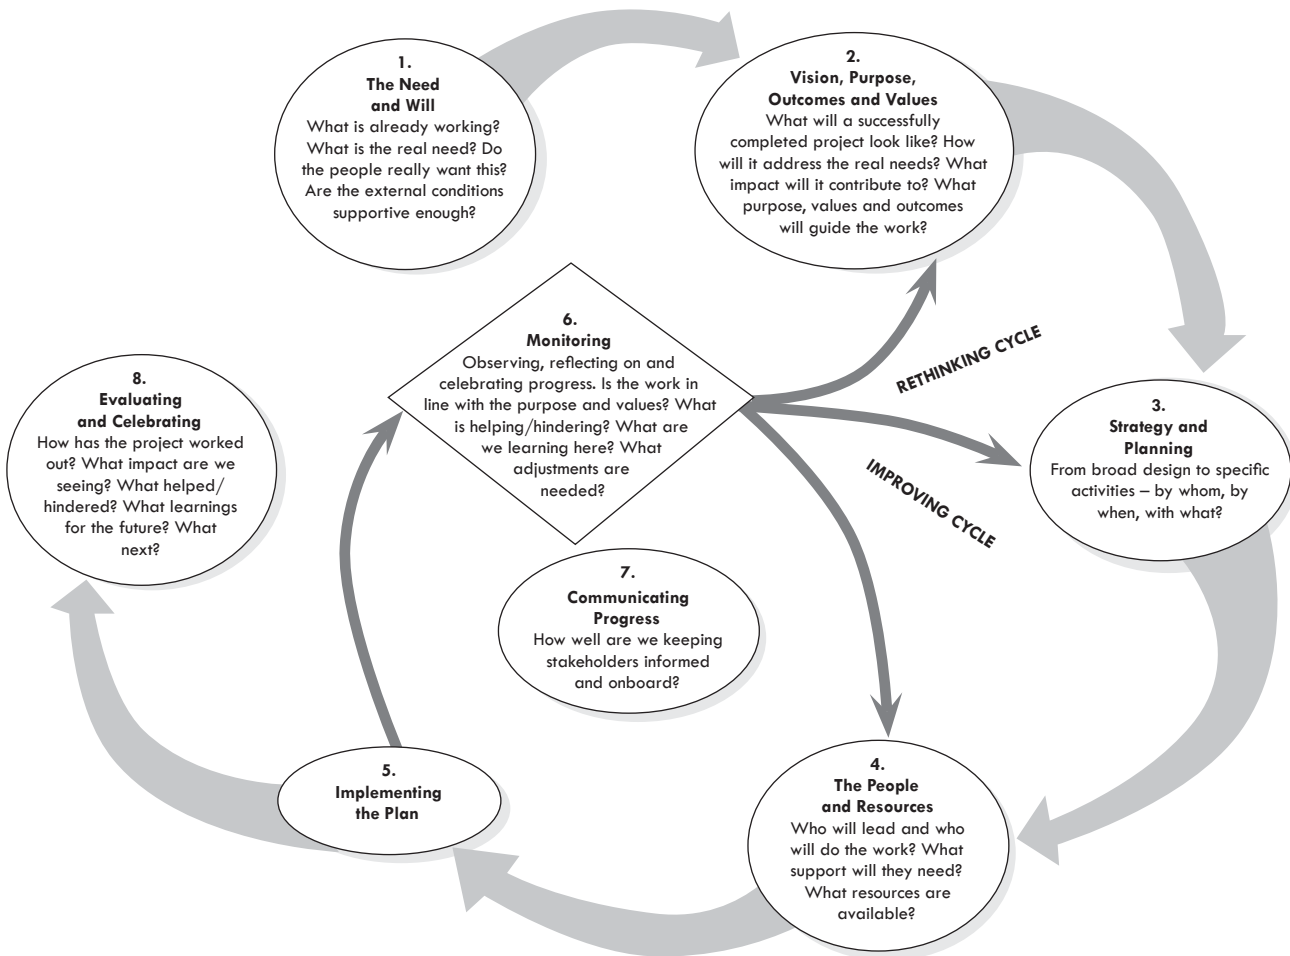 1.
The Need
and Will
What is already working?
What is the real need? Do
the people really want this?
Are the external conditions
supportive enough?
2.
Vision, Purpose,
Outcomes and Values
What will a successfully
completed project look like? How
will it address the real needs? What
impact will it contribute to? What
purpose, values and outcomes
will guide the work?
RETHINKING CYCLE
IMPROVING CYCLE
3.
Strategy and
Planning
From broad design to specific
activities – by whom, by
when, with what?
4.
The People
and Resources
Who will lead and who
will do the work? What
support will they need?
What resources are
available?
5.
Implementing
the Plan
6.
Monitoring
Observing, reflecting on and
celebrating progress. Is the work in
line with the purpose and values? What
is helping/hindering? What are
we learning here? What
adjustments are
needed?
7.
Communicating
Progress
How well are we keeping
stakeholders informed
and onboard?
8.
Evaluating
and Celebrating
How has the project worked
out? What impact are we
seeing? What helped/
hindered? What learnings
for the future? What
next?